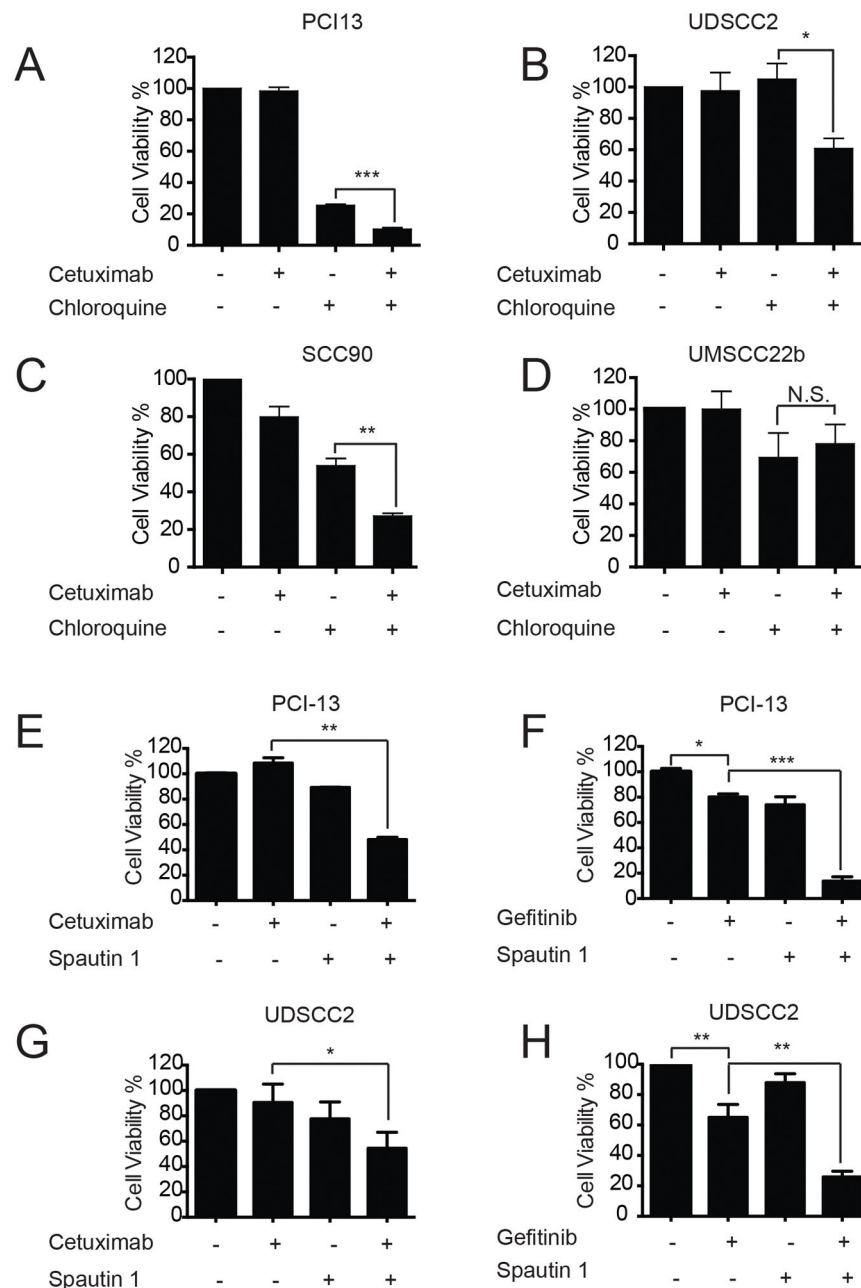 PCI13
A
***
Cell Viability %
120
100
80
60
40
20
0
Cetuximab - + - +
Chloroquine - - + +
UDSCC2
B
*
Cell Viability %
120
100
80
60
40
20
0
Cetuximab - + - +
Chloroquine - - + +
SCC90
C
**
Cell Viability %
100
80
60
40
20
0
Cetuximab - + - +
Chloroquine - - + +
UMSCC22b
D
N.S.
Cell Viability %
120
100
80
60
40
20
0
Cetuximab - + - +
Chloroquine - - + +
PCI-13
E
**
Cell Viability %
120
100
80
60
40
20
0
Cetuximab - + - +
Spautin 1 - - + +
PCI-13
F
* ***
Cell Viability %
120
100
80
60
40
20
0
Gefitinib - + - +
Spautin 1 - - + +
UDSCC2
G
*
Cell Viability %
120
100
80
60
40
20
0
Cetuximab - + - +
Spautin 1 - - + +
UDSCC2
H
** **
Cell Viability %
100
80
60
40
20
0
Gefitinib - + - +
Spautin 1 - - + +